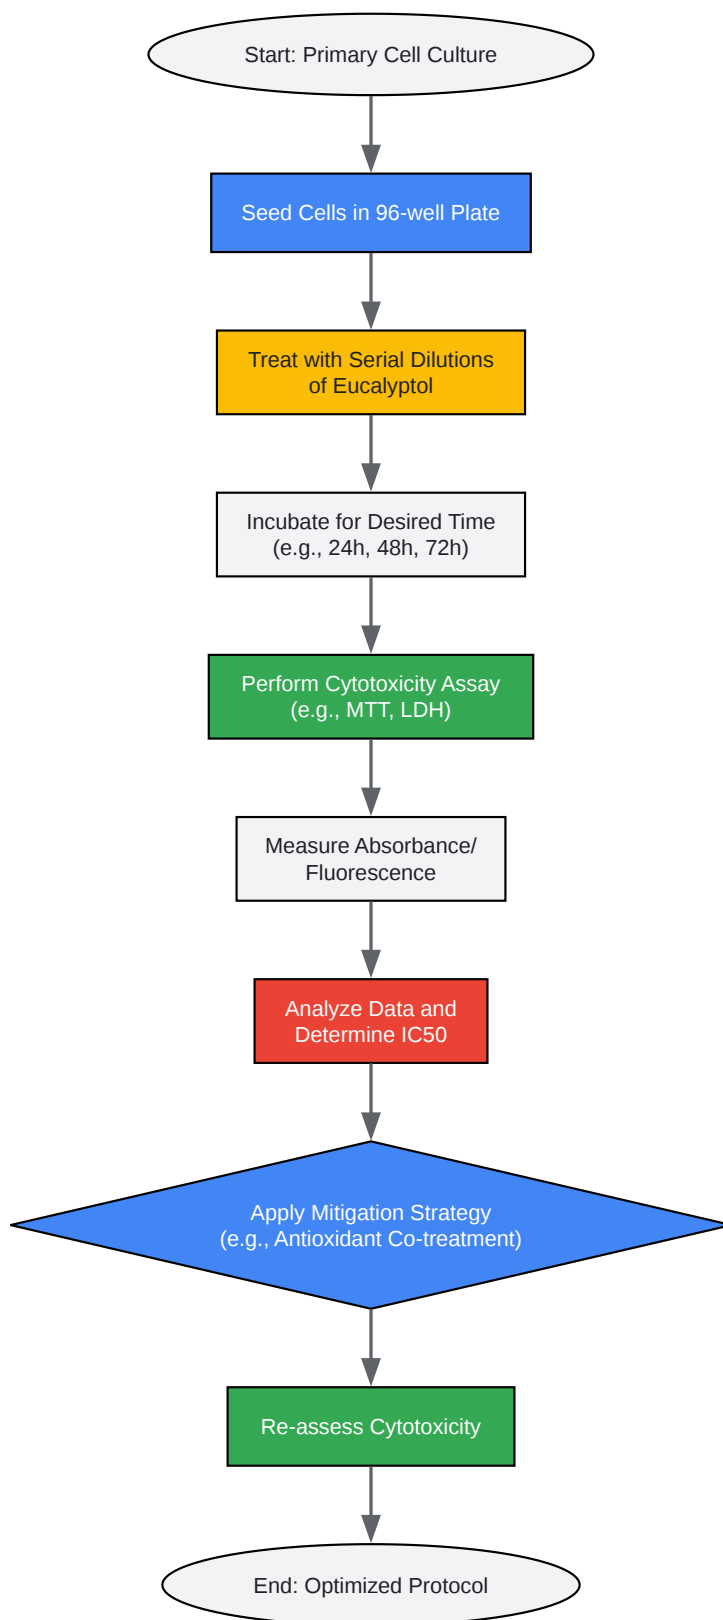 Start: Primary Cell Culture
Seed Cells in 96-well Plate
Treat with Serial Dilutions
of Eucalyptol
Incubate for Desired Time
(e.g., 24h, 48h, 72h)
Perform Cytotoxicity Assay
(e.g., MTT, LDH)
Measure Absorbance/
Fluorescence
Analyze Data and
Determine IC50
Apply Mitigation Strategy
(e.g., Antioxidant Co-treatment)
Re-assess Cytotoxicity
End: Optimized Protocol